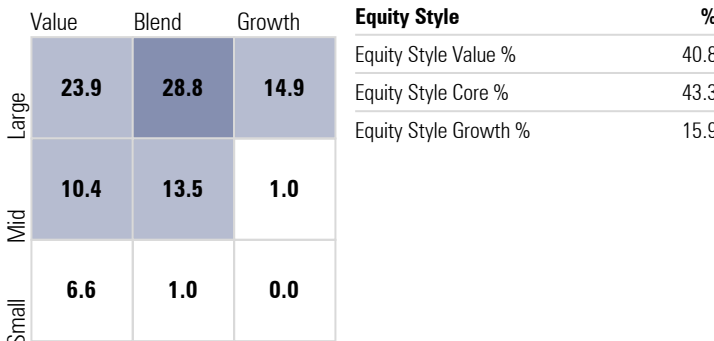 Value Blend Growth
Large 23.9 28.8 14.9
Mid 10.4 13.5 1.0
Small 6.6 1.0 0.0
Equity Style %
Equity Style Value % 40.8
Equity Style Core % 43.3
Equity Style Growth % 15.9